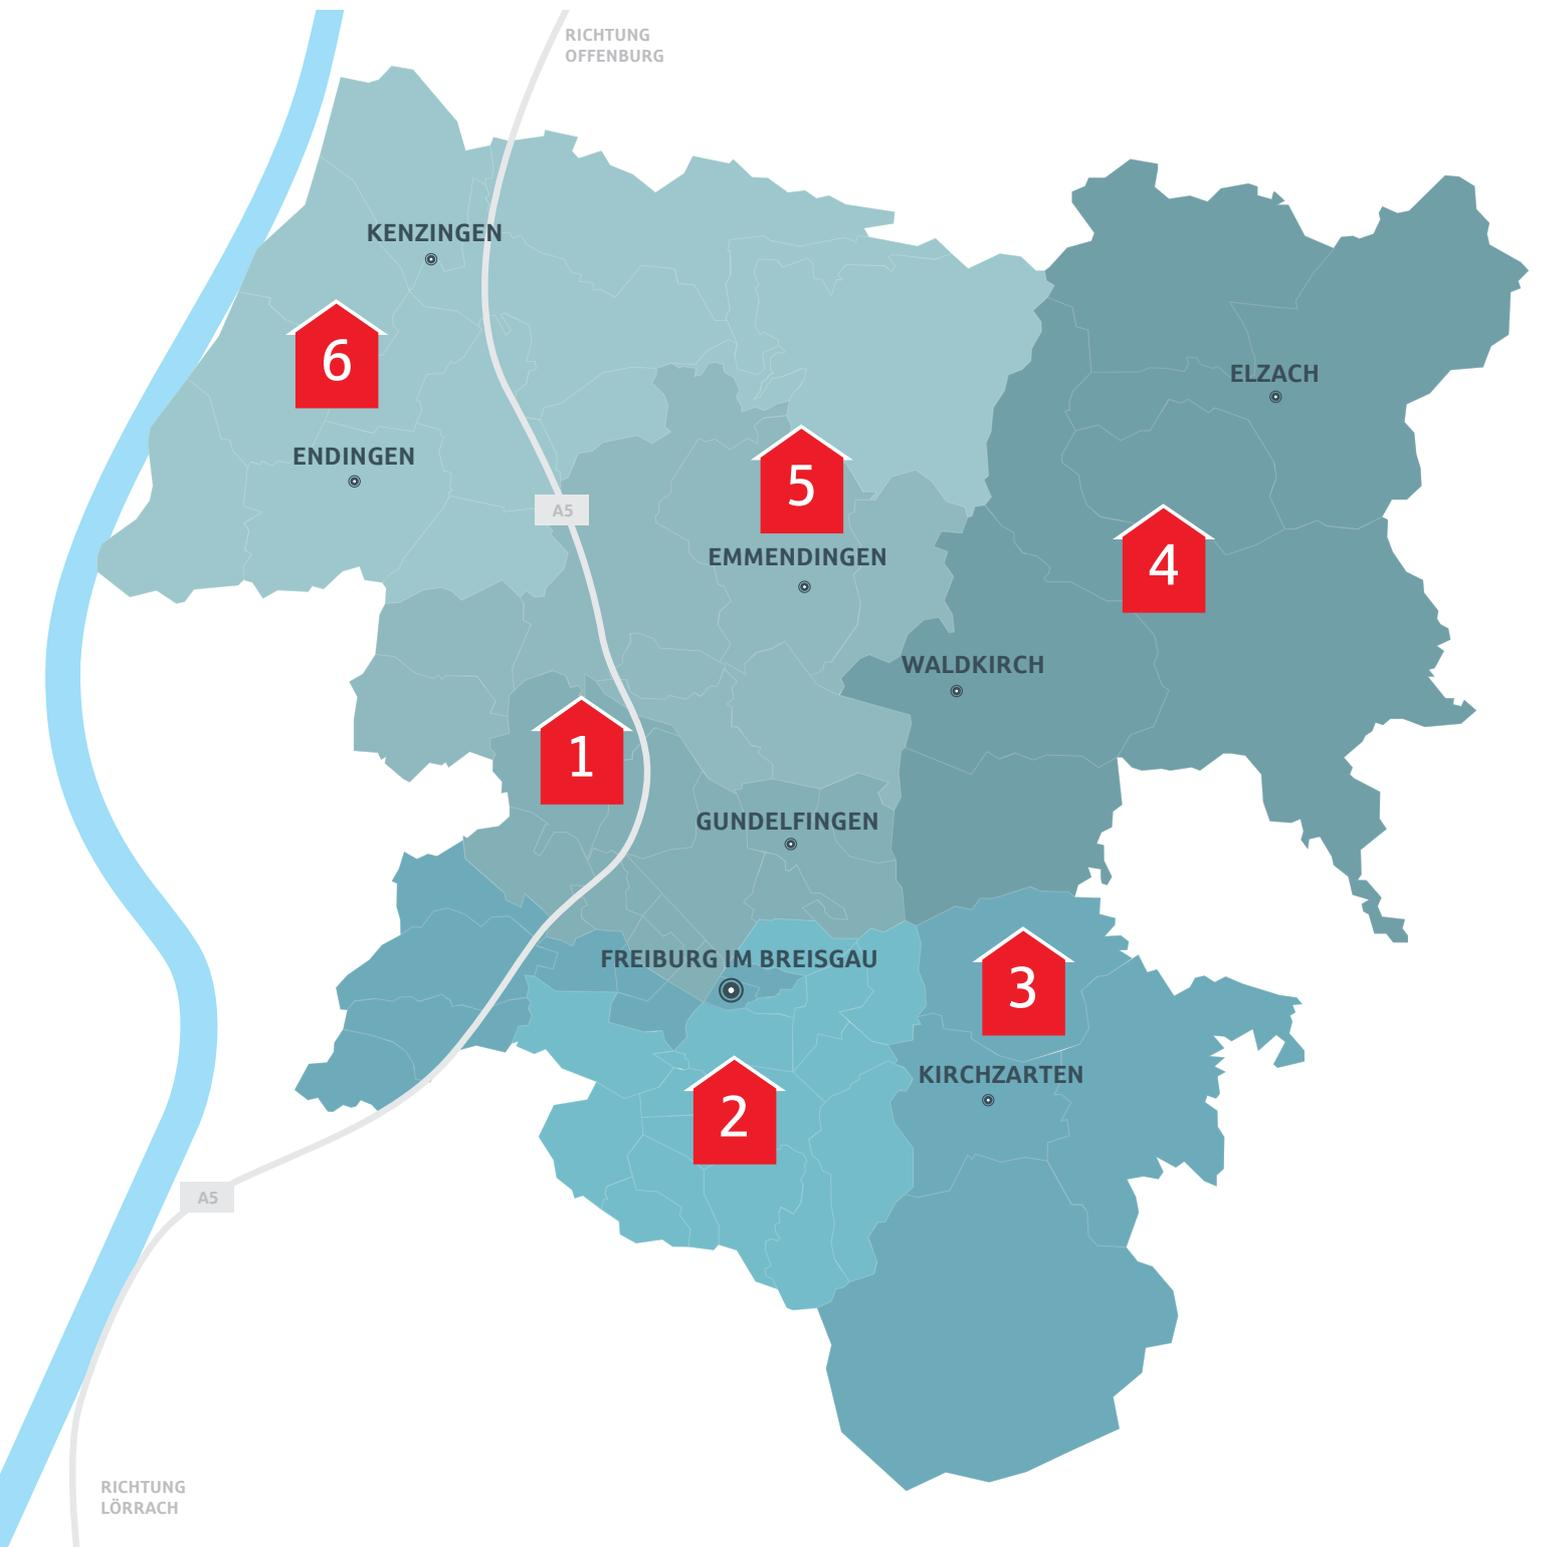 RICHTUNG
OFFENBURG
KENZINGEN
6
ELZACH
ENDINGEN
5
A5
EMMENDINGEN
4
WALDKIRCH
1
GUNDELFINGEN
FREIBURG IM BREISGAU
3
KIRCHZARTEN
2
A5
RICHTUNG
LÖRRACH